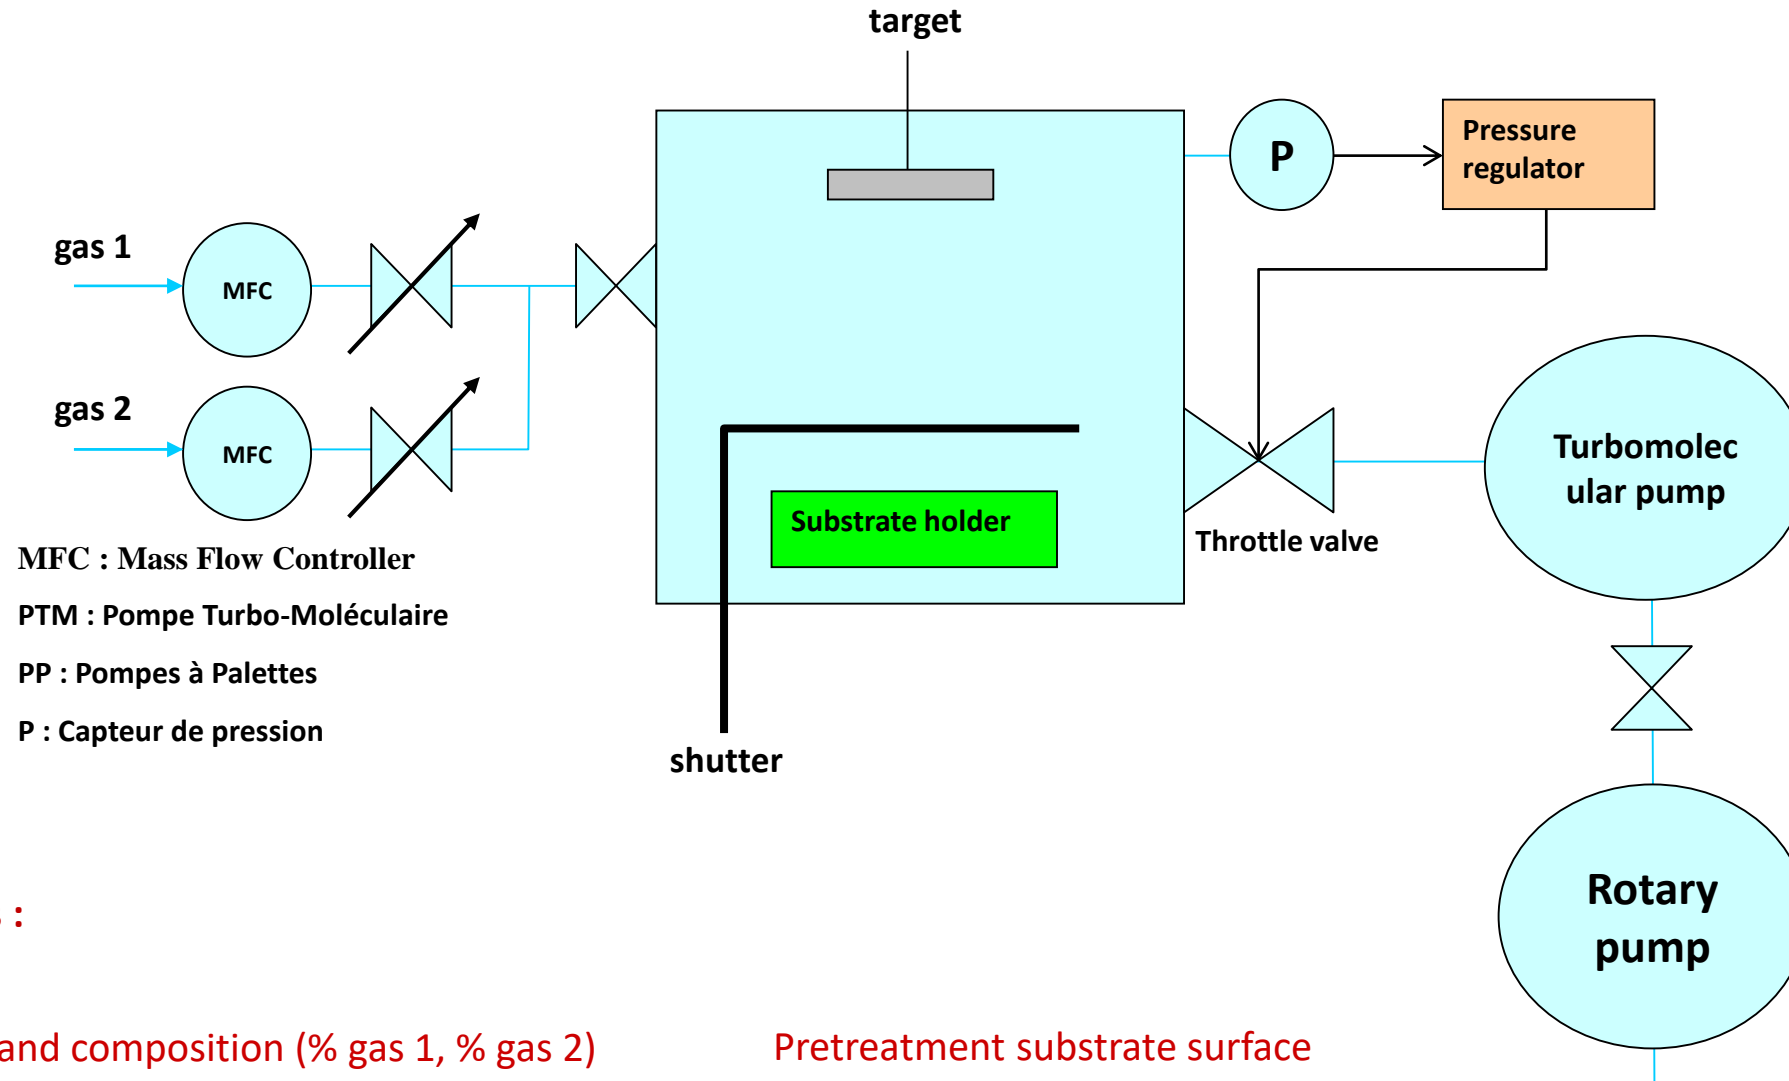 target
P
Pressure
regulator
gas 1
MFC
gas 2
MFC
Turbomolec
ular pump
Substrate holder
Throttle valve
MFC : Mass Flow Controller
PTM : Pompe Turbo-Moléculaire
PP : Pompes à Palettes
P : Capteur de pression
shutter
Rotary
pump
:
and composition (% gas 1, % gas 2)
Pretreatment substrate surface